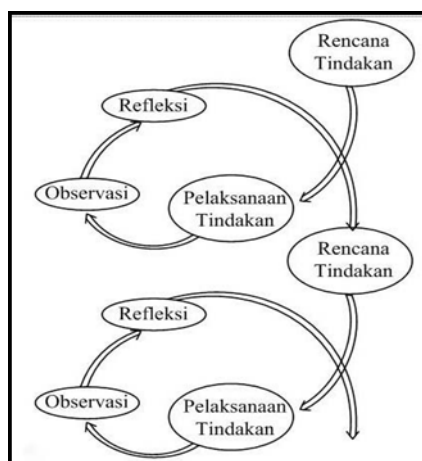 Rencana
Tindakan
Refleksi
Observasi
Pelaksanaan
Tindakan
Rencana
Tindakan
Refleksi
Observasi
Pelaksanaan
Tindakan